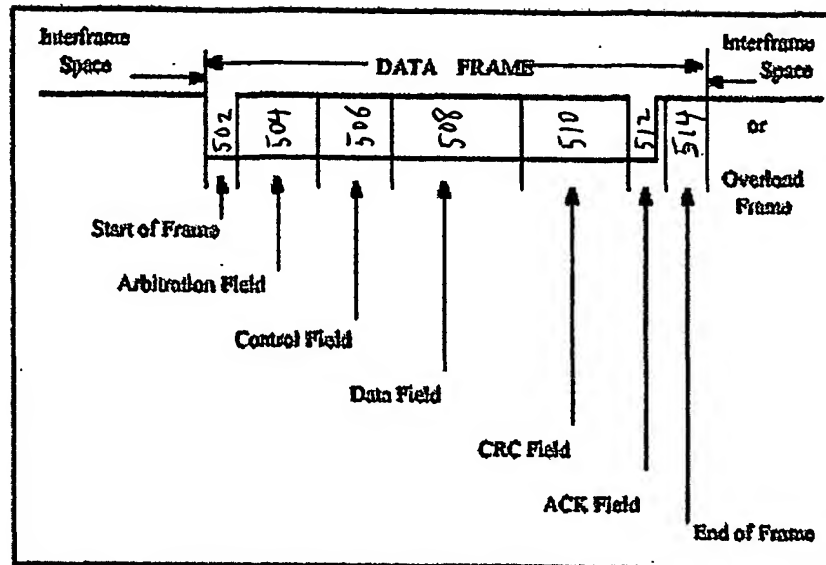 Interframe
Space
DATA FRAME
Interframe
Space
502
504
506
508
510
512
514
or
Overload
Frame
Start of Frame
Arbitration Field
Control Field
Data Field
CRC Field
ACK Field
End of Frame